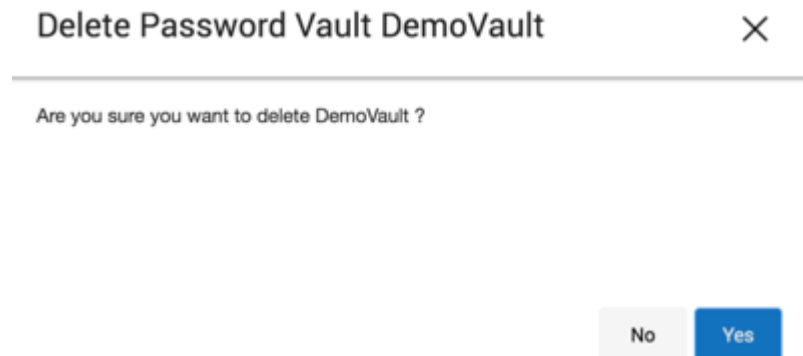 Delete Password Vault DemoVault
Are you sure you want to delete DemoVault ?
No
Yes